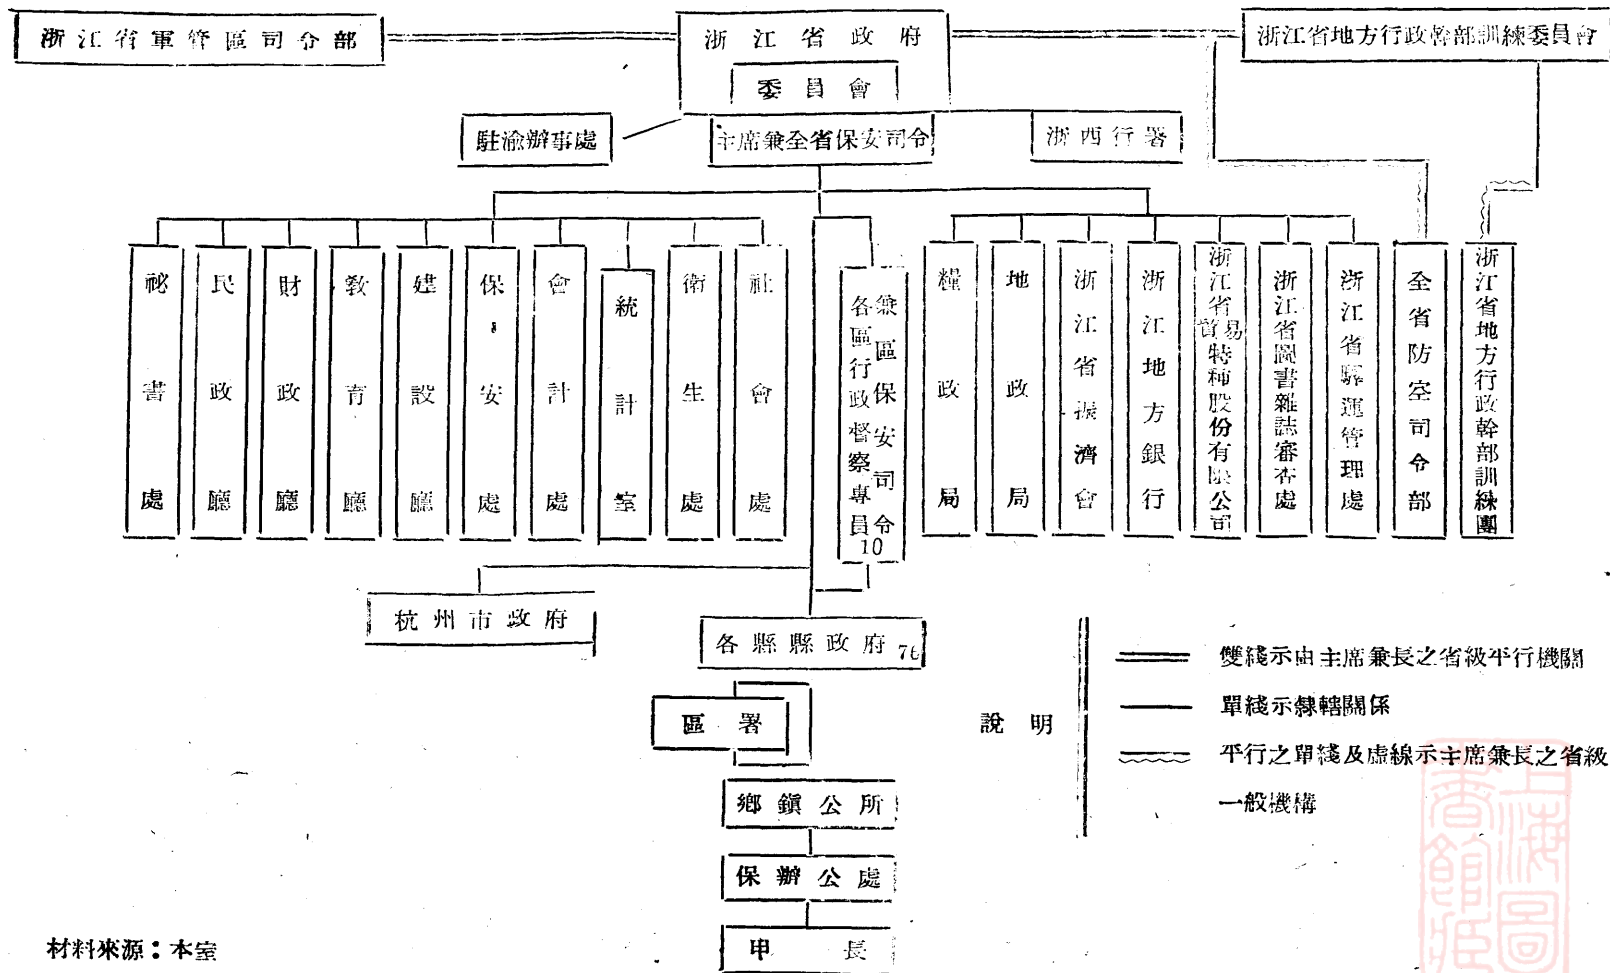 浙江省軍管區司令部
浙江省政府
浙江省地方行政幹部訓練委員會
委員會
駐渝辦事處
主席兼全省保安司令
浙西行署
祕書處
民政廳
財政廳
教育廳
建設廳
保安處
會計處
統計室
衛生處
社會處
兼區保安司令
各區行政督察專員
10
糧政局
地政局
浙江省振濟會
浙江地方銀行
浙江省貿易特種股份有限公司
浙江省圖書雜誌審查處
浙江省驛運管理處
全省防空司令部
浙江省地方行政幹部訓練團
杭州市政府
各縣縣政府 76
區署
鄉鎮公所
保辦公處
甲長
說明
雙綫示由主席兼長之省級平行機關
單綫示隸轄關係
平行之單綫及虛線示主席兼長之省級
一般機構
材料來源：本室
上海圖書館藏